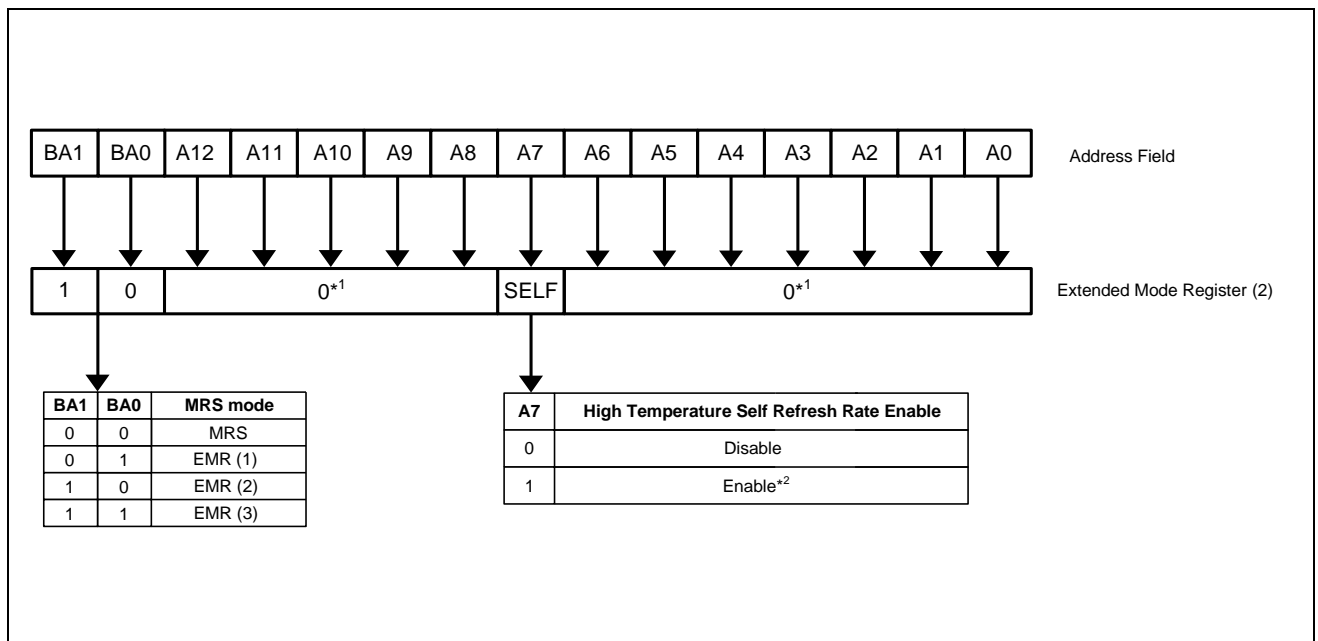 BA1 BA0 A12 A11 A10 A9 A8 A7 A6 A5 A4 A3 A2 A1 A0 Address Field
1 0 0*1 SELF 0*1 Extended Mode Register (2)
BA1 BA0 MRS mode
0 0 MRS
0 1 EMR (1)
1 0 EMR (2)
1 1 EMR (3)
A7 High Temperature Self Refresh Rate Enable
0 Disable
1 Enable*2